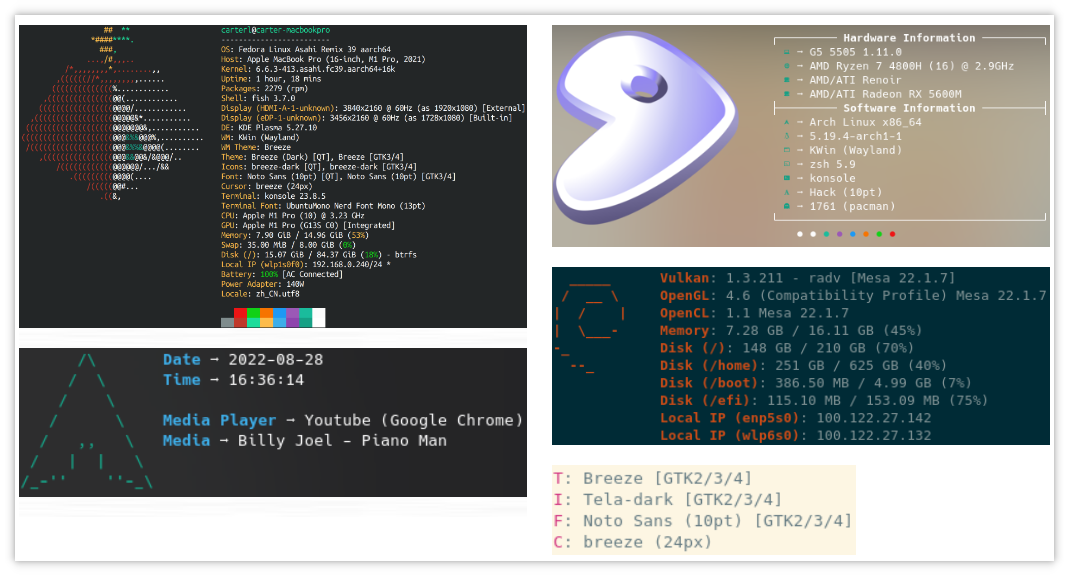 carterl@carter-macbookpro
-------------------------
OS: Fedora Linux Asahi Remix 39 aarch64
Host: Apple MacBook Pro (16-inch, M1 Pro, 2021)
Kernel: 6.6.3-413.asahi.fc39.aarch64+16k
Uptime: 1 hour, 18 mins
Packages: 2279 (rpm)
Shell: fish 3.7.0
Display (HDMI-A-1-unknown): 3840x2160 @ 60Hz (as 1920x1080) [External]
Display (eDP-1-unknown): 3456x2160 @ 60Hz (as 1728x1080) [Built-in]
DE: KDE Plasma 5.27.10
WM: KWin (Wayland)
WM Theme: Breeze
Theme: Breeze (Dark) [QT], Breeze [GTK3/4]
Icons: breeze-dark [QT], breeze-dark [GTK3/4]
Font: Noto Sans (10pt) [QT], Noto Sans (10pt) [GTK3/4]
Cursor: breeze (24px)
Terminal: konsole 23.8.5
Terminal Font: UbuntuMono Nerd Font Mono (13pt)
CPU: Apple M1 Pro (10) @ 3.23 GHz
GPU: Apple M1 Pro (G13S C0) [Integrated]
Memory: 7.98 GiB / 14.96 GiB (53%)
Swap: 35.00 MiB / 8.00 GiB (0%)
Disk (/): 15.07 GiB / 84.37 GiB (18%) - btrfs
Local IP (wlp1s0f0): 192.168.0.240/24 *
Battery: 100% [AC Connected]
Power Adapter: 140W
Locale: zh_CN.utf8
Date → 2022-08-28
Time → 16:36:14
Media Player → Youtube (Google Chrome)
Media → Billy Joel - Piano Man
Hardware Information
→ G5 5505 1.11.0
→ AMD Ryzen 7 4800H (16) @ 2.9GHz
→ AMD/ATI Renoir
→ AMD/ATI Radeon RX 5600M
Software Information
→ Arch Linux x86_64
→ 5.19.4-arch1-1
→ KWin (Wayland)
→ zsh 5.9
→ konsole
→ Hack (10pt)
→ 1761 (pacman)
Vulkan: 1.3.211 - radv [Mesa 22.1.7]
OpenGL: 4.6 (Compatibility Profile) Mesa 22.1.7
OpenCL: 1.1 Mesa 22.1.7
Memory: 7.28 GB / 16.11 GB (45%)
Disk (/): 148 GB / 210 GB (70%)
Disk (/home): 251 GB / 625 GB (40%)
Disk (/boot): 386.50 MB / 4.99 GB (7%)
Disk (/efi): 115.10 MB / 153.09 MB (75%)
Local IP (enp5s0): 100.122.27.142
Local IP (wlp6s0): 100.122.27.132
T: Breeze [GTK2/3/4]
I: Tela-dark [GTK2/3/4]
F: Noto Sans (10pt) [GTK2/3/4]
C: breeze (24px)